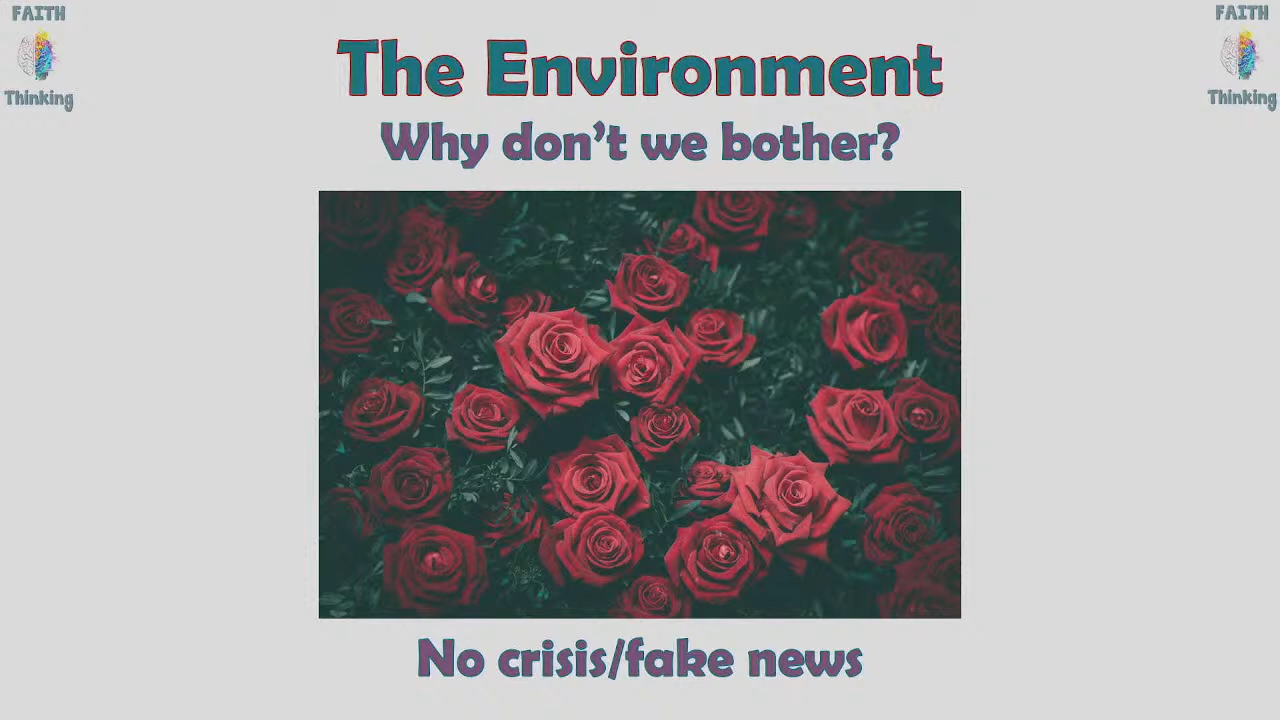 FAITH
Thinking
The Environment
Why don't we bother?
No crisis/fake news
FAITH
Thinking